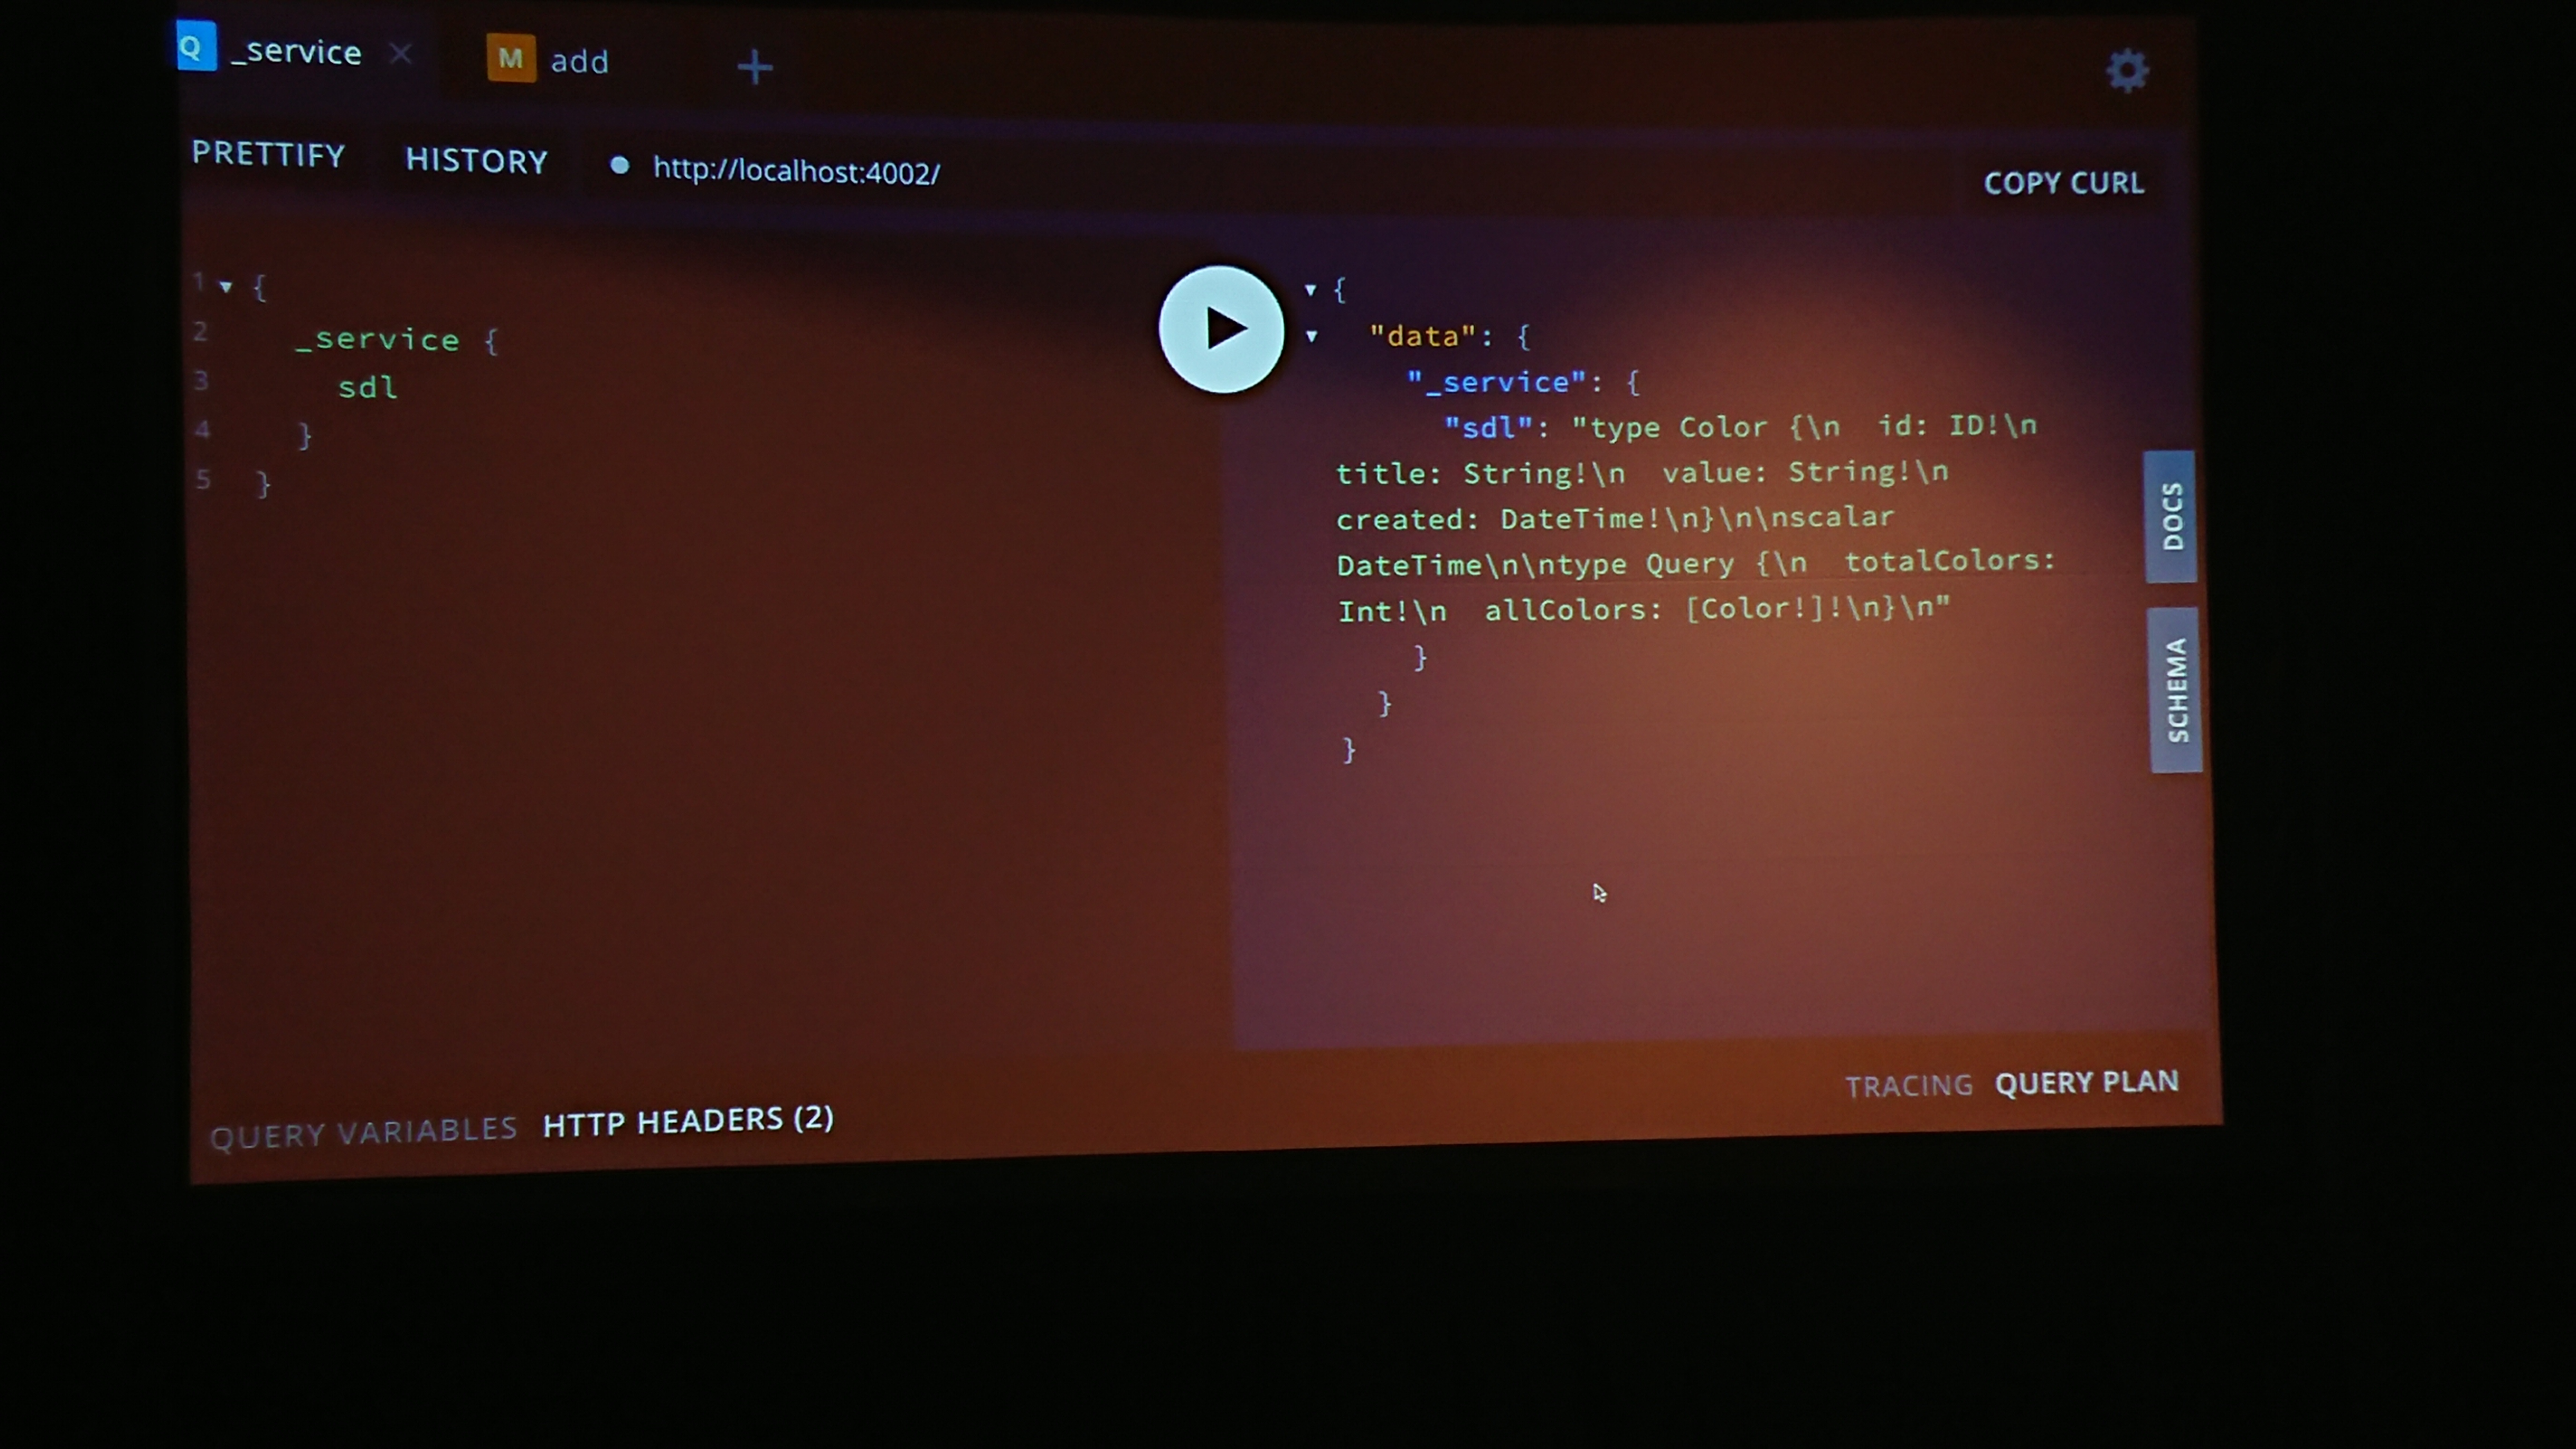 Q _service × M add +
PRETTIFY HISTORY http://localhost:4002/ COPY CURL
1 {
2 _service {
3 sdl
4 }
5 }
{
"data": {
"_service": {
"sdl": "type Color {\n  id: ID!\n
title: String!\n  value: String!\n
created: DateTime!\n}\n\nscalar
DateTime\n\ntype Query {\n  totalColors:
Int!\n  allColors: [Color!]!\n}\n"
}
}
}
DOCS
SCHEMA
QUERY VARIABLES HTTP HEADERS (2)
TRACING QUERY PLAN